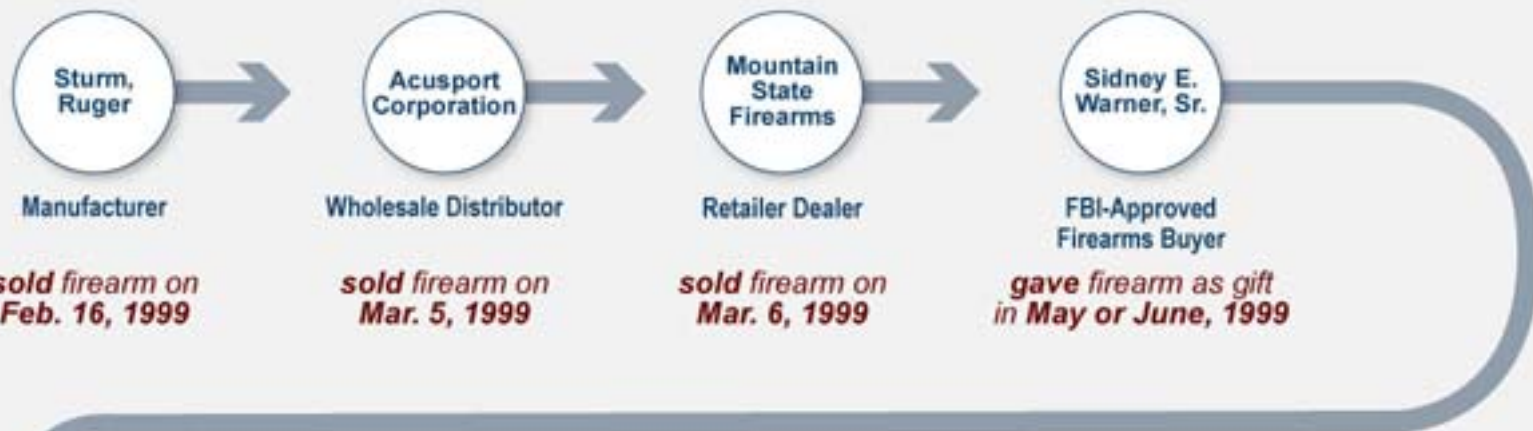 Sturm,
Ruger
Manufacturer
sold firearm on
Feb. 16, 1999
Acusport
Corporation
Wholesale Distributor
sold firearm on
Mar. 5, 1999
Mountain
State
Firearms
Retailer Dealer
sold firearm on
Mar. 6, 1999
Sidney E.
Warner, Sr.
FBI-Approved
Firearms Buyer
gave firearm as gift
in May or June, 1999